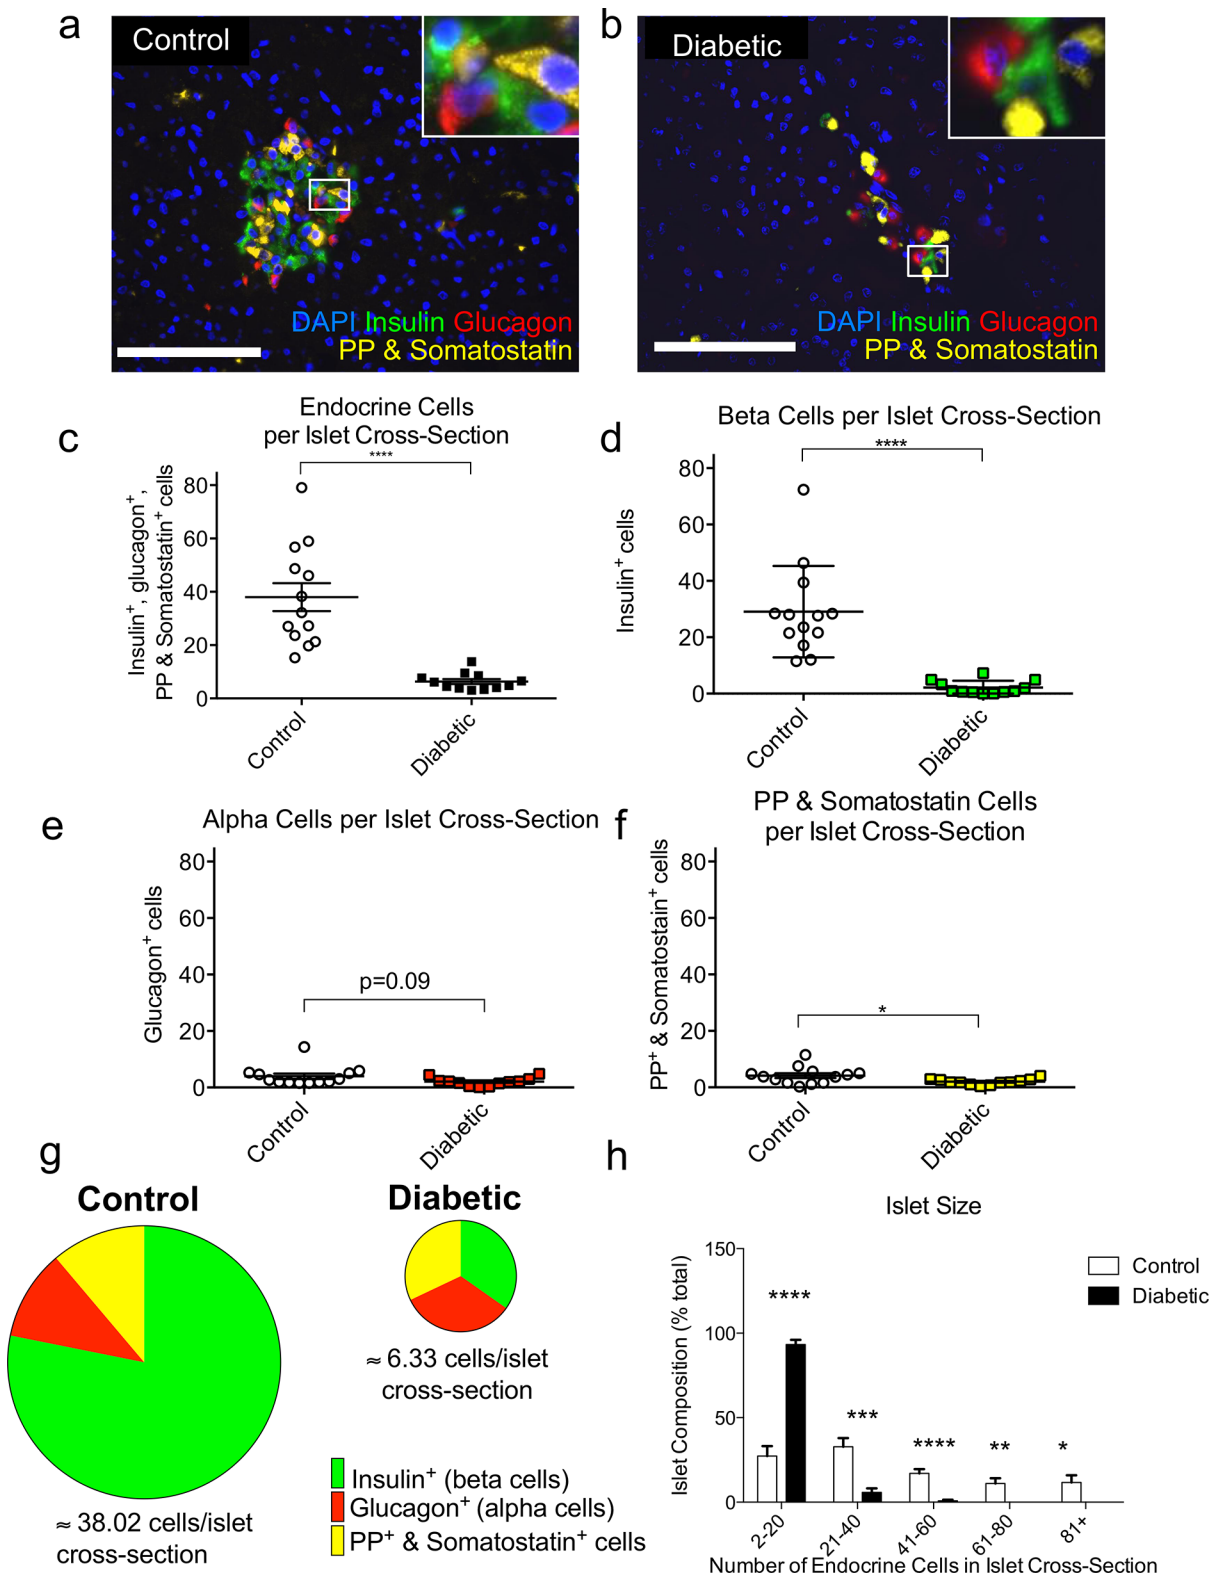 a
Control
DAPI Insulin Glucagon
PP & Somatostatin
b
Diabetic
DAPI Insulin Glucagon
PP & Somatostatin
c
Endocrine Cells
per Islet Cross-Section
****
Insulin⁺, glucagon⁺,
PP & Somatostatin⁺ cells
80
60
40
20
0
Control
Diabetic
d
Beta Cells per Islet Cross-Section
****
Insulin⁺ cells
80
60
40
20
0
Control
Diabetic
e
Alpha Cells per Islet Cross-Section
Glucagon⁺ cells
80
60
40
20
0
p=0.09
Control
Diabetic
f
PP & Somatostatin Cells
per Islet Cross-Section
PP⁺ & Somatostain⁺ cells
80
60
40
20
0
*
Control
Diabetic
g
Control
≈ 38.02 cells/islet
cross-section
Diabetic
≈ 6.33 cells/islet
cross-section
Insulin⁺ (beta cells)
Glucagon⁺ (alpha cells)
PP⁺ & Somatostatin⁺ cells
h
Islet Size
Islet Composition (% total)
150
100
50
0
****
***
****
**
*
Control
Diabetic
2-20
21-40
41-60
61-80
81+
Number of Endocrine Cells in Islet Cross-Section